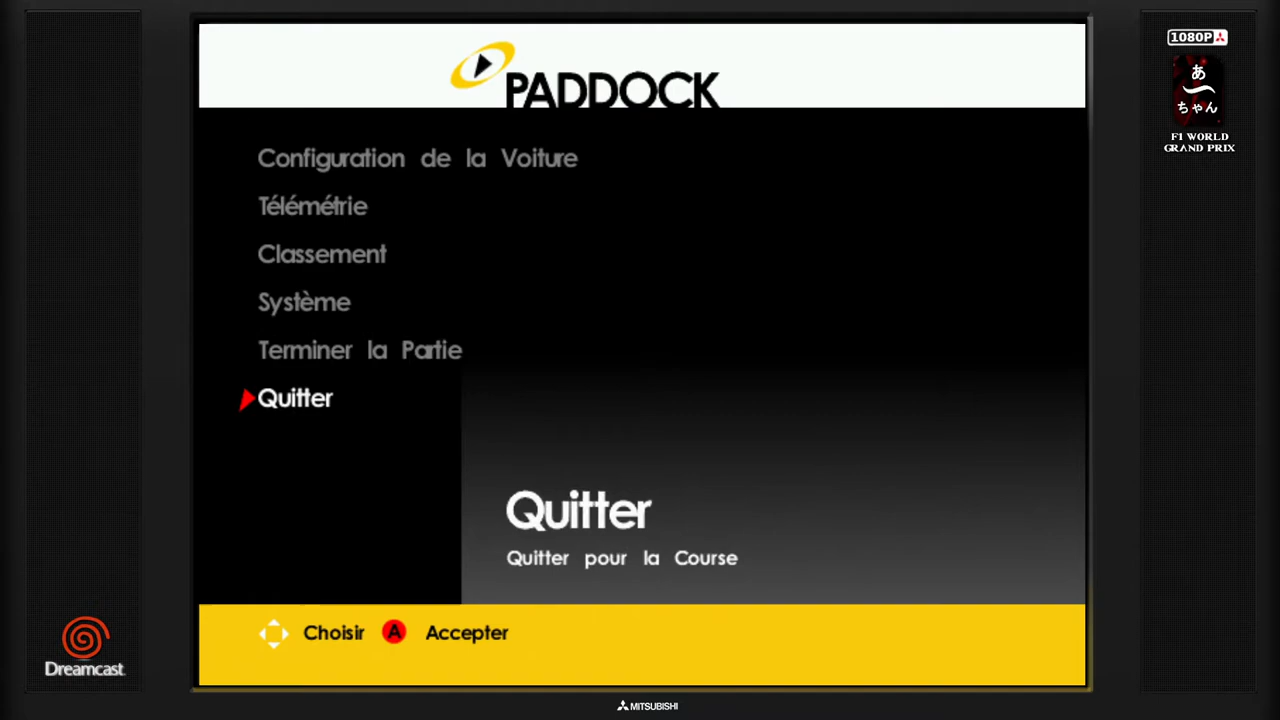 PADDOCK
Configuration de la Voiture
Télémétrie
Classement
Système
Terminer la Partie
Quitter
Quitter
Quitter pour la Course
Choisir A Accepter
1080P
あ
ー
ちゃん
F1 WORLD
GRAND PRIX
Dreamcast
MITSUBISHI